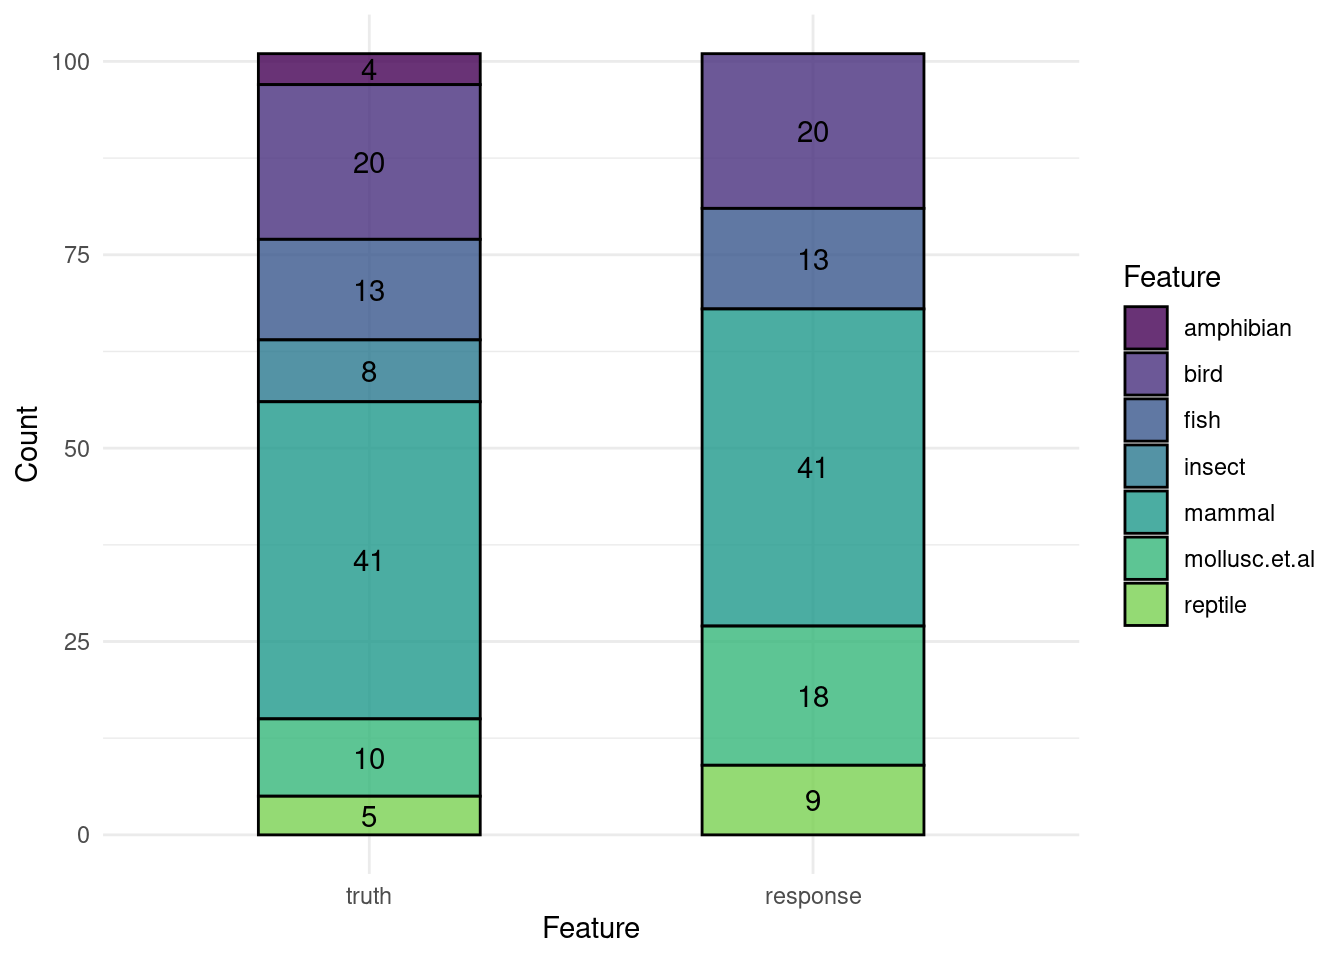 100
75
50
25
0
Count
4
20
13
8
41
10
5
20
13
41
18
9
truth
response
Feature
Feature
amphibian
bird
fish
insect
mammal
mollusc.et.al
reptile